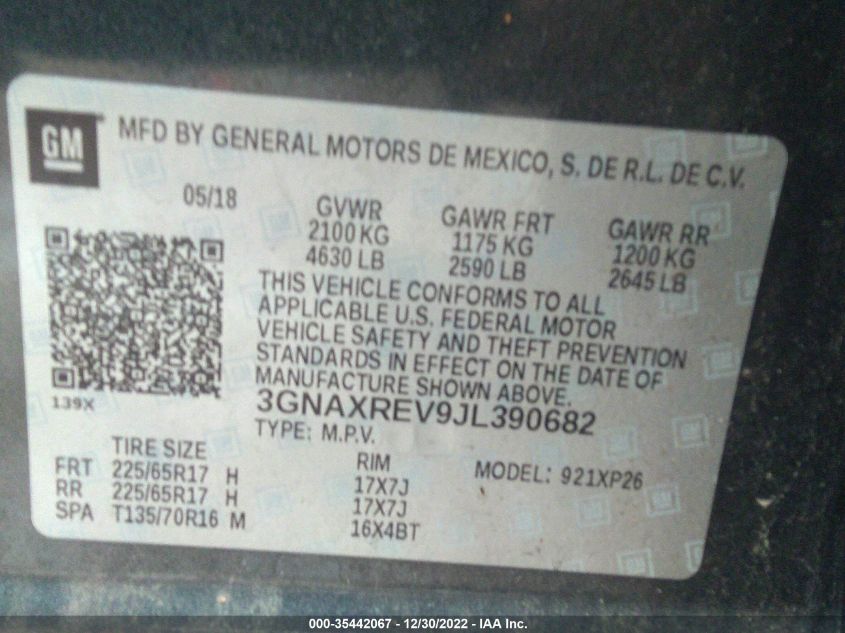 GM
MFD BY GENERAL MOTORS DE MEXICO, S. DE R.L. DE C.V.
05/18
GVWR
2100 KG
4630 LB
GAWR FRT
1175 KG
2590 LB
GAWR RR
1200 KG
2645 LB
THIS VEHICLE CONFORMS TO ALL
APPLICABLE U.S. FEDERAL MOTOR
VEHICLE SAFETY AND THEFT PREVENTION
STANDARDS IN EFFECT ON THE DATE OF
MANUFACTURE SHOWN ABOVE.
139X
3GNAXREV9JL390682
TYPE: M.P.V.
MODEL: 921XP26
TIRE SIZE RIM
FRT 225/65R17 H 17X7J
RR 225/65R17 H 17X7J
SPA T135/70R16 M 16X4BT
000-35442067 - 12/30/2022 - IAA Inc.